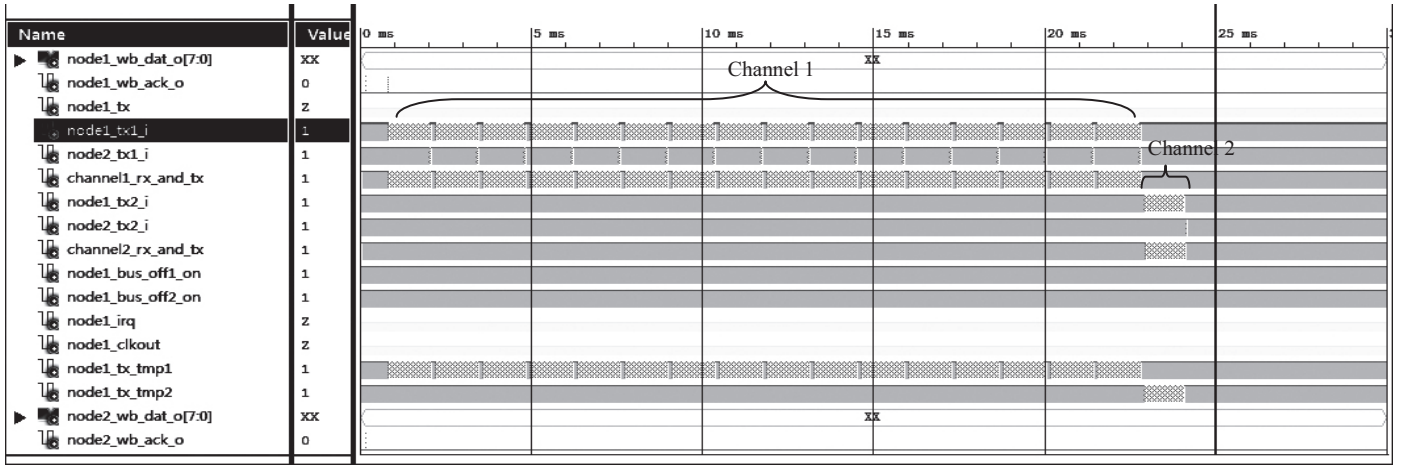 Name Value 0 ms 5 ms 10 ms 15 ms 20 ms 25 ms
node1_wb_dat_o[7:0] XX XX
Channel 1
node1_wb_ack_o 0
node1_tx Z
node1_tx1_i 1
node2_tx1_i 1
Channel 2
channel1_rx_and_tx 1
node1_tx2_i 1
node2_tx2_i 1
channel2_rx_and_tx 1
node1_bus_off1_on 1
node1_bus_off2_on 1
node1_irq Z
node1_clkout Z
node1_tx_tmp1 1
node1_tx_tmp2 1
node2_wb_dat_o[7:0] XX XX
node2_wb_ack_o 0